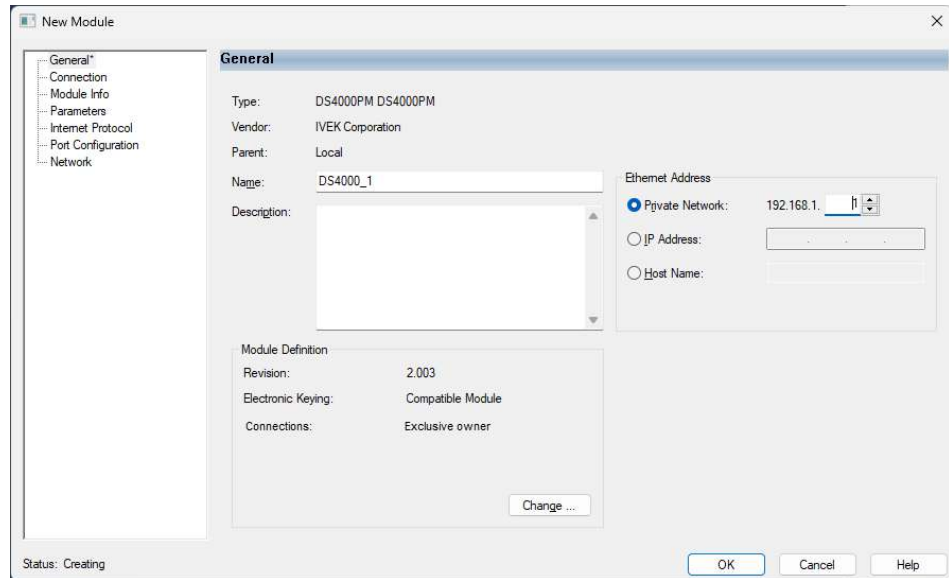 New Module
General*
Connection
Module Info
Parameters
Internet Protocol
Port Configuration
Network
General
Type: DS4000PM DS4000PM
Vendor: IVEK Corporation
Parent: Local
Name: DS4000_1
Description:
Ethernet Address
Private Network: 192.168.1. 1
IP Address: . . .
Host Name:
Module Definition
Revision: 2.003
Electronic Keying: Compatible Module
Connections: Exclusive owner
Change ...
Status: Creating
OK Cancel Help